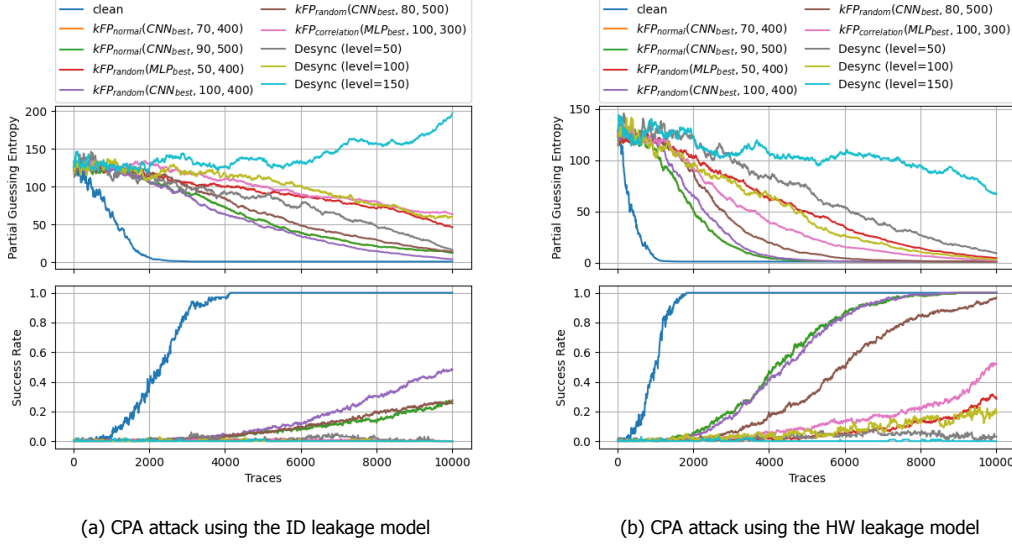 clean
kFP_normal(CNN_best, 70, 400)
kFP_normal(CNN_best, 90, 500)
kFP_random(MLP_best, 50, 400)
kFP_random(CNN_best, 100, 400)
kFP_random(CNN_best, 80, 500)
kFP_correlation(MLP_best, 100, 300)
Desync (level=50)
Desync (level=100)
Desync (level=150)
Partial Guessing Entropy
200
150
100
50
0
Success Rate
1.0
0.8
0.6
0.4
0.2
0.0
0 2000 4000 6000 8000 10000
Traces
(a) CPA attack using the ID leakage model
clean
kFP_normal(CNN_best, 70, 400)
kFP_normal(CNN_best, 90, 500)
kFP_random(MLP_best, 50, 400)
kFP_random(CNN_best, 100, 400)
kFP_random(CNN_best, 80, 500)
kFP_correlation(MLP_best, 100, 300)
Desync (level=50)
Desync (level=100)
Desync (level=150)
Partial Guessing Entropy
150
100
50
0
Success Rate
1.0
0.8
0.6
0.4
0.2
0.0
0 2000 4000 6000 8000 10000
Traces
(b) CPA attack using the HW leakage model